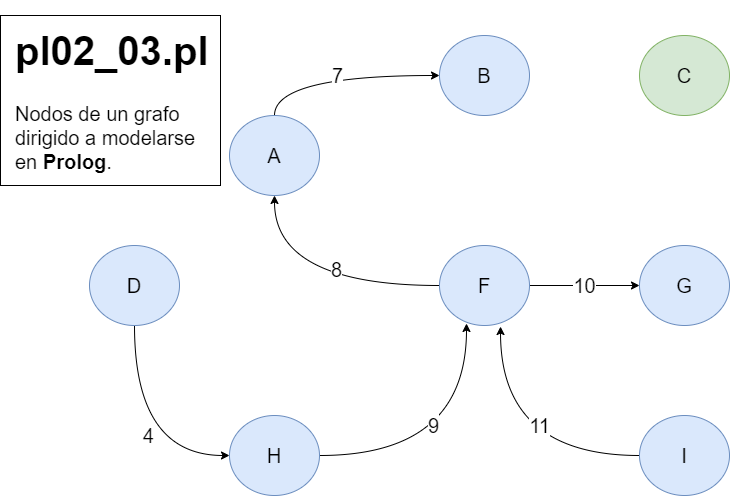 pl02_03.pl
Nodos de un grafo
dirigido a modelarse
en Prolog.
7
B
C
A
8
D
F
10
G
4
9
11
H
I